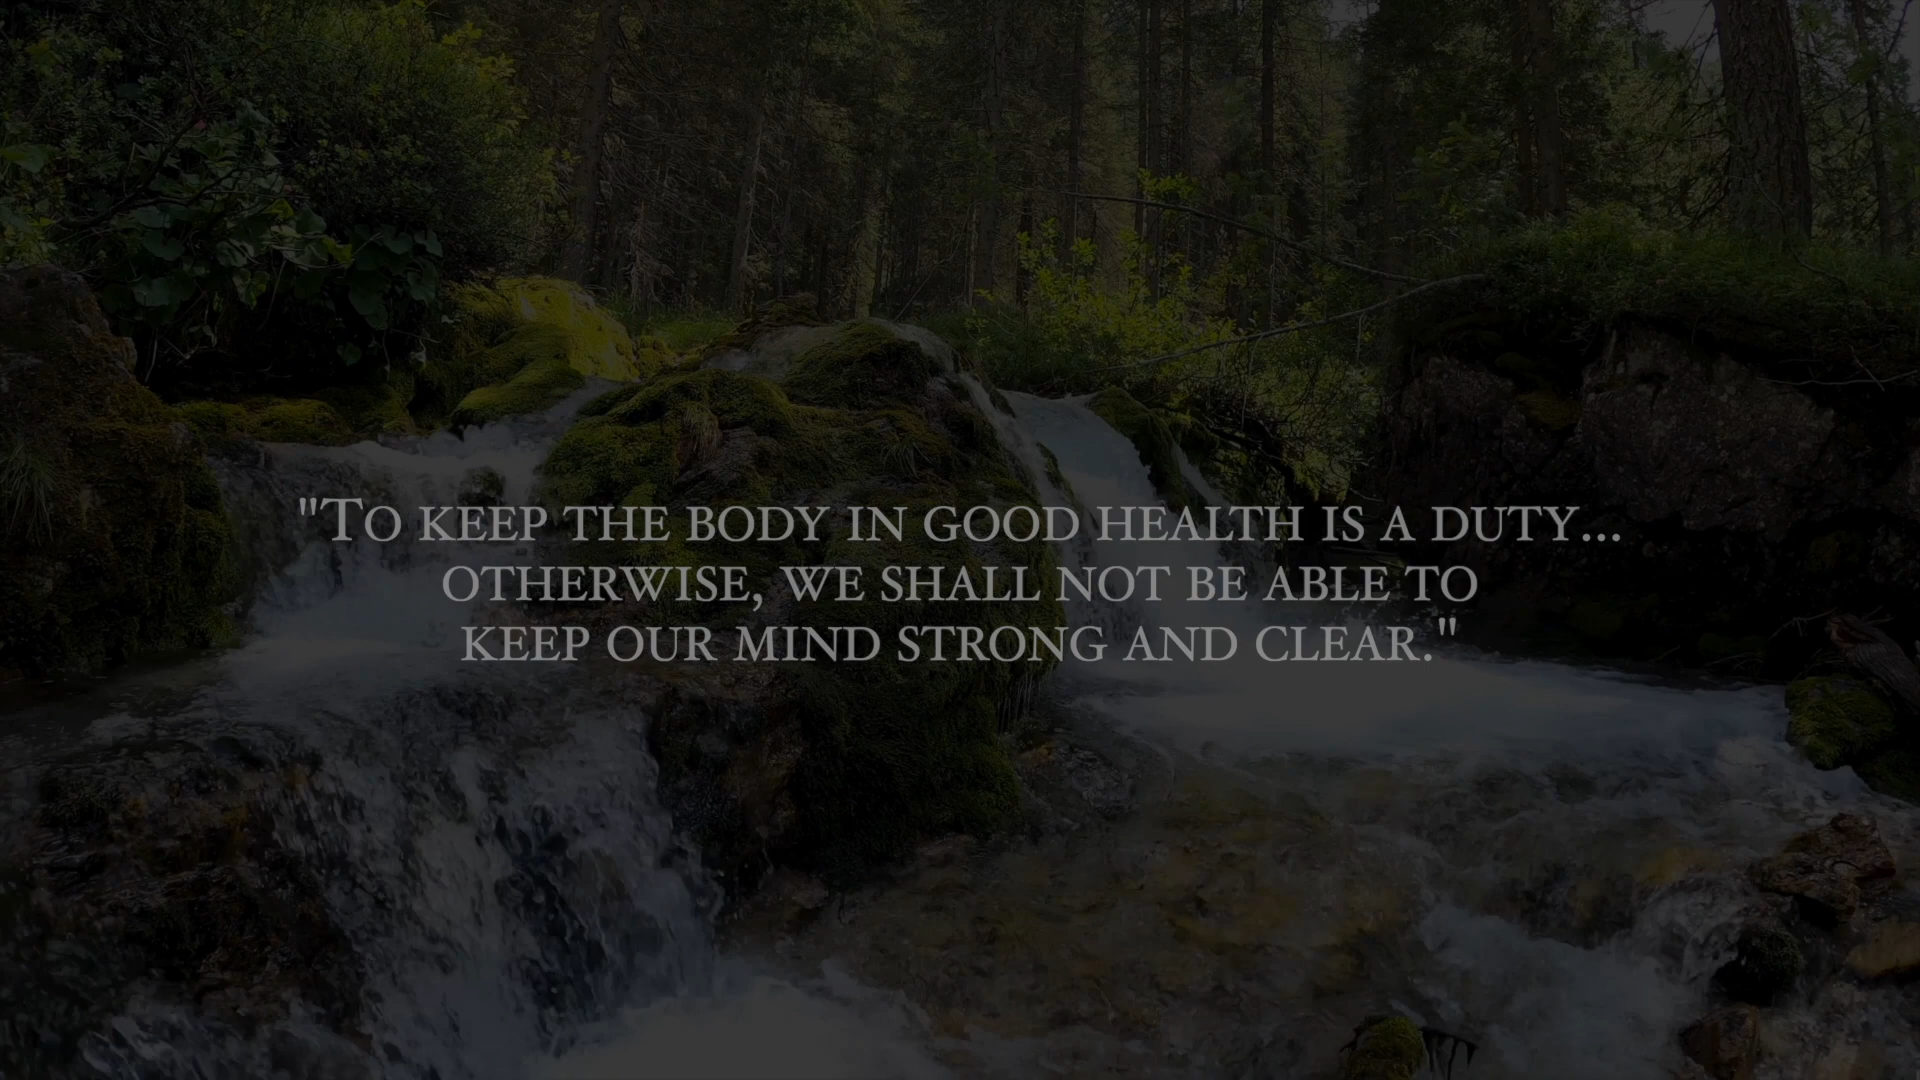 "To keep the body in good health is a duty...
otherwise, we shall not be able to
keep our mind strong and clear."